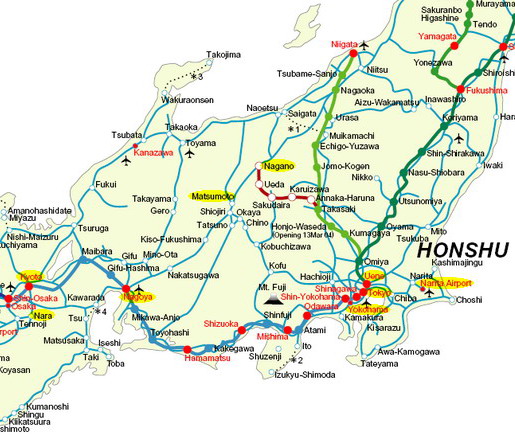 Murayama
Sakuranbo
Higashine
Tendo
Niigata
Yamagata
Yonezawa
Takojima
Tsubame-Sanjo
Niitsu
Shiroishi
*3
Nagaoka
Fukushima
Wakuraonsen
Aizu-Wakamatsu
Inawashiro
Naoetsu
Saigata
Urasa
Koriyama
Takaoka
*1
Muikamachi
Tsubata
Toyama
Echigo-Yuzawa
Kanazawa
Shin-Shirakawa
Nagano
Jomo-Kogen
Iwaki
Ueda
Karuizawa
Nikko
Nasu-Shiobara
Fukui
Takayama
Matsumoto
Annaka-Haruna
Sakudaira
Takasaki
Utsunomiya
Amanohashidate
Miyazu
Gero
Shiojiri
Okaya
Tatsuno
Chino
Honjo-Waseda
(Opening 13Mar 04)
Kumagaya
Oyama
Mito
Tsukuba
Nishi-Maizuru
Tsuruga
Kiso-Fukushima
Kobuchizawa
HONSHU
Maibara
Gifu
Mino-Ota
Omiya
Kashimajingu
Gifu-Hashima
Nakatsugawa
Kofu
Hachioji
Ueno
Narita
Kyoto
Mt. Fuji
Shinagawa
Tokyo
Narita Airport
Shin-Osaka
Osaka
Kawarada
Nagoya
Shin-Yokohama
Chiba
Choshi
Odawara
Yokohama
Nara
Tsu
*4
Mikawa-Anjo
Shizuoka
Shinfuji
Kamakura
Tennoji
Toyohashi
Mishima
Atami
Kisarazu
Matsusaka
Iseshi
Kakegawa
Ito
Hamamatsu
Shuzenji
*2
Awa-Kamogawa
Taki
Toba
Tateyama
Koyasan
Izukyu-Shimoda
Kumanoshi
Shingu
Kiikatsuura